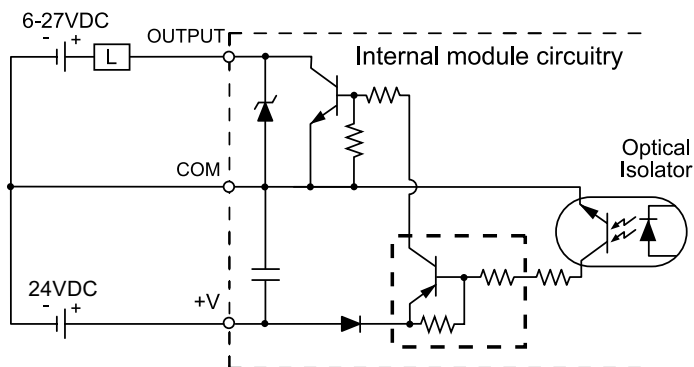 6-27VDC
- +
L
OUTPUT
Internal module circuitry
Optical
Isolator
COM
24VDC
- +
+V